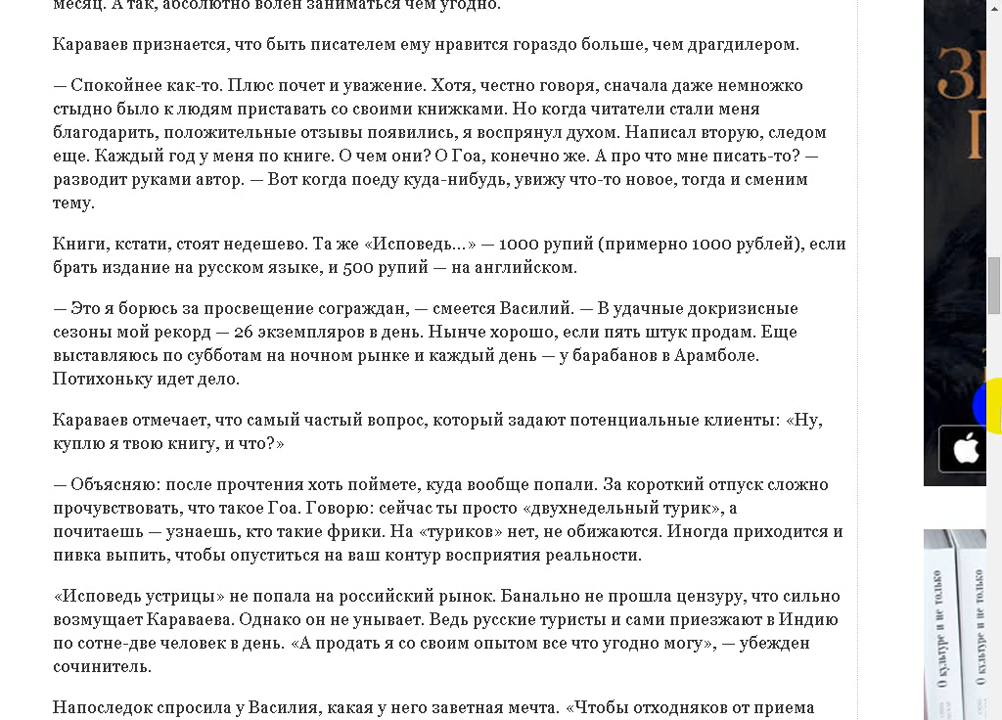 месяц. А так, абсолютно волен заниматься чем угодно.
Караваев признается, что быть писателем ему нравится гораздо больше, чем драгдилером.
— Спокойнее как-то. Плюс почет и уважение. Хотя, честно говоря, сначала даже немножко
стыдно было к людям приставать со своими книжками. Но когда читатели стали меня
благодарить, положительные отзывы появились, я воспрянул духом. Написал вторую, следом
еще. Каждый год у меня по книге. О чем они? О Гоа, конечно же. А про что мне писать-то? —
разводит руками автор. — Вот когда поеду куда-нибудь, увижу что-то новое, тогда и сменим
тему.
Книги, кстати, стоят недешево. Та же «Исповедь...» — 1000 рупий (примерно 1000 рублей), если
брать издание на русском языке, и 500 рупий — на английском.
— Это я борюсь за просвещение сограждан, — смеется Василий. — В удачные докризисные
сезоны мой рекорд — 26 экземпляров в день. Нынче хорошо, если пять штук продам. Еще
выставляюсь по субботам на ночном рынке и каждый день — у барабанов в Арамболе.
Потихоньку идет дело.
Караваев отмечает, что самый частый вопрос, который задают потенциальные клиенты: «Ну,
куплю я твою книгу, и что?»
— Объясняю: после прочтения хоть поймете, куда вообще попали. За короткий отпуск сложно
прочувствовать, что такое Гоа. Говорю: сейчас ты просто «двухнедельный турик», а
почитаешь — узнаешь, кто такие фрики. На «туриков» нет, не обижаются. Иногда приходится и
пивка выпить, чтобы опуститься на ваш контур восприятия реальности.
«Исповедь устрицы» не попала на российский рынок. Банально не прошла цензуру, что сильно
возмущает Караваева. Однако он не унывает. Ведь русские туристы и сами приезжают в Индию
по сотне-две человек в день. «А продать я со своим опытом все что угодно могу», — убежден
сочинитель.
Напоследок спросила у Василия, какая у него заветная мечта. «Чтобы отходняков от приема
О культуре и не только
О культуре и не только